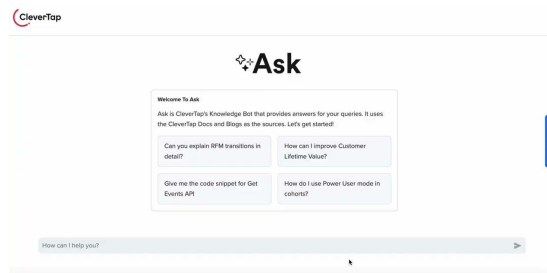 CleverTap
Ask
Welcome To Ask
Ask is CleverTap's Knowledge Bot that provides answers for your queries. It uses
the CleverTap Docs and Blogs as the sources. Let's get started!
Can you explain RFM transitions in
detail?
How can I improve Customer
Lifetime Value?
Give me the code snippet for Get
Events API
How do I use Power User mode in
cohorts?
How can I help you?